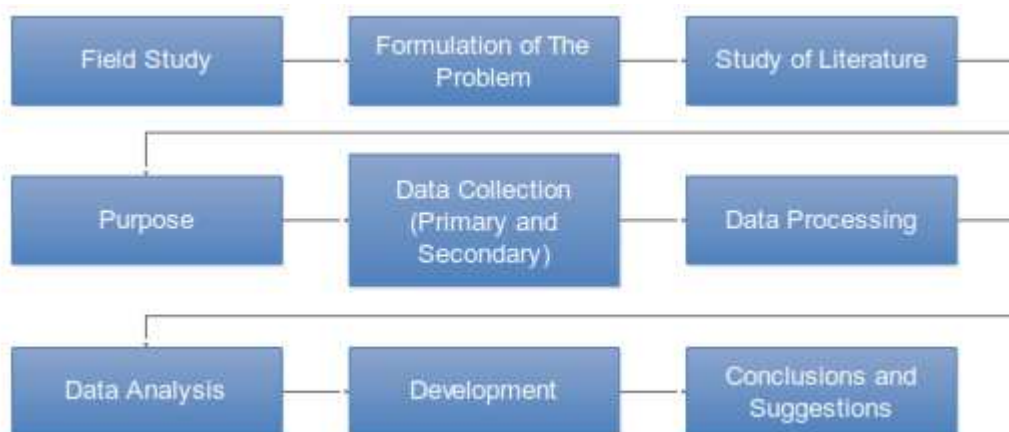 Field Study
Formulation of The
Problem
Study of Literature
Purpose
Data Collection
(Primary and
Secondary)
Data Processing
Data Analysis
Development
Conclusions and
Suggestions